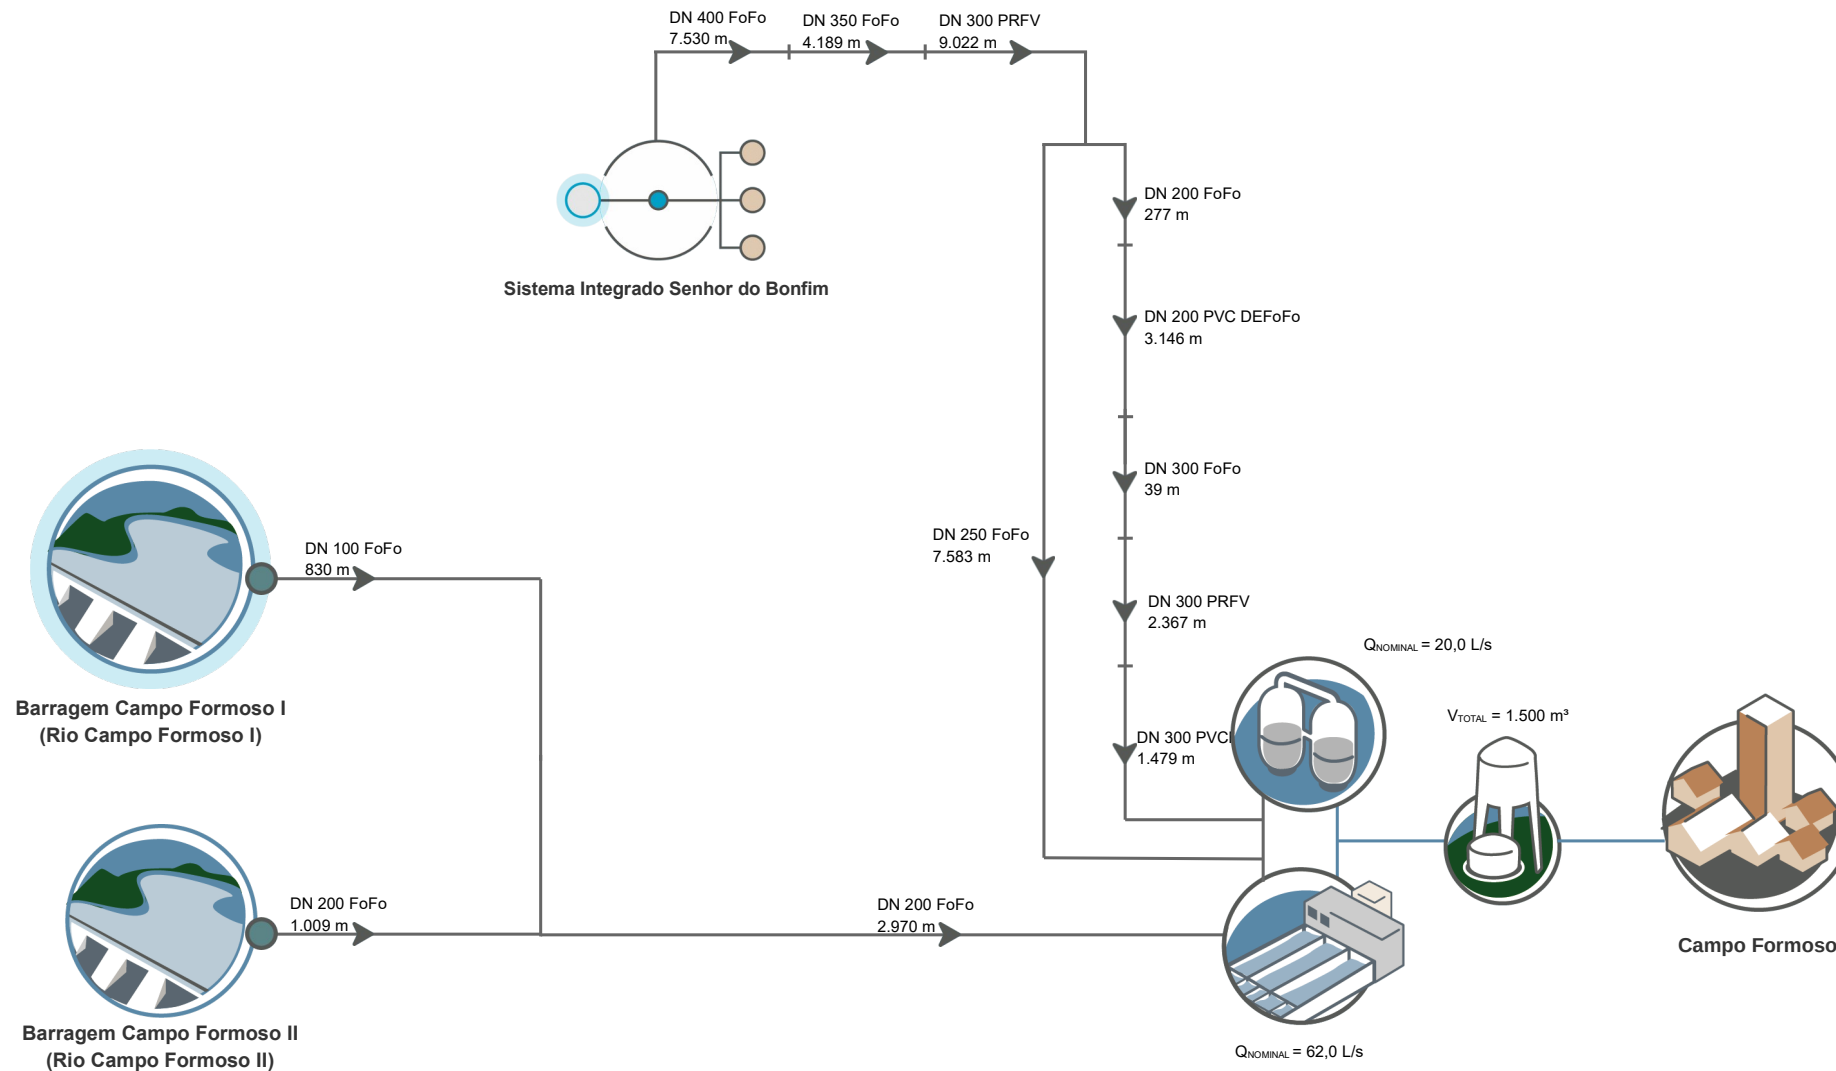 DN 400 FoFo
7.530 m
DN 350 FoFo
4.189 m
DN 300 PRFV
9.022 m
DN 200 FoFo
277 m
Sistema Integrado Senhor do Bonfim
DN 200 PVC DEFoFo
3.146 m
DN 300 FoFo
39 m
DN 250 FoFo
7.583 m
DN 100 FoFo
830 m
DN 300 PRFV
2.367 m
QNOMINAL = 20,0 L/s
Barragem Campo Formoso I
(Rio Campo Formoso I)
VTOTAL = 1.500 m³
DN 300 PVC
1.479 m
DN 200 FoFo
1.009 m
DN 200 FoFo
2.970 m
Campo Formoso
Barragem Campo Formoso II
(Rio Campo Formoso II)
QNOMINAL = 62,0 L/s